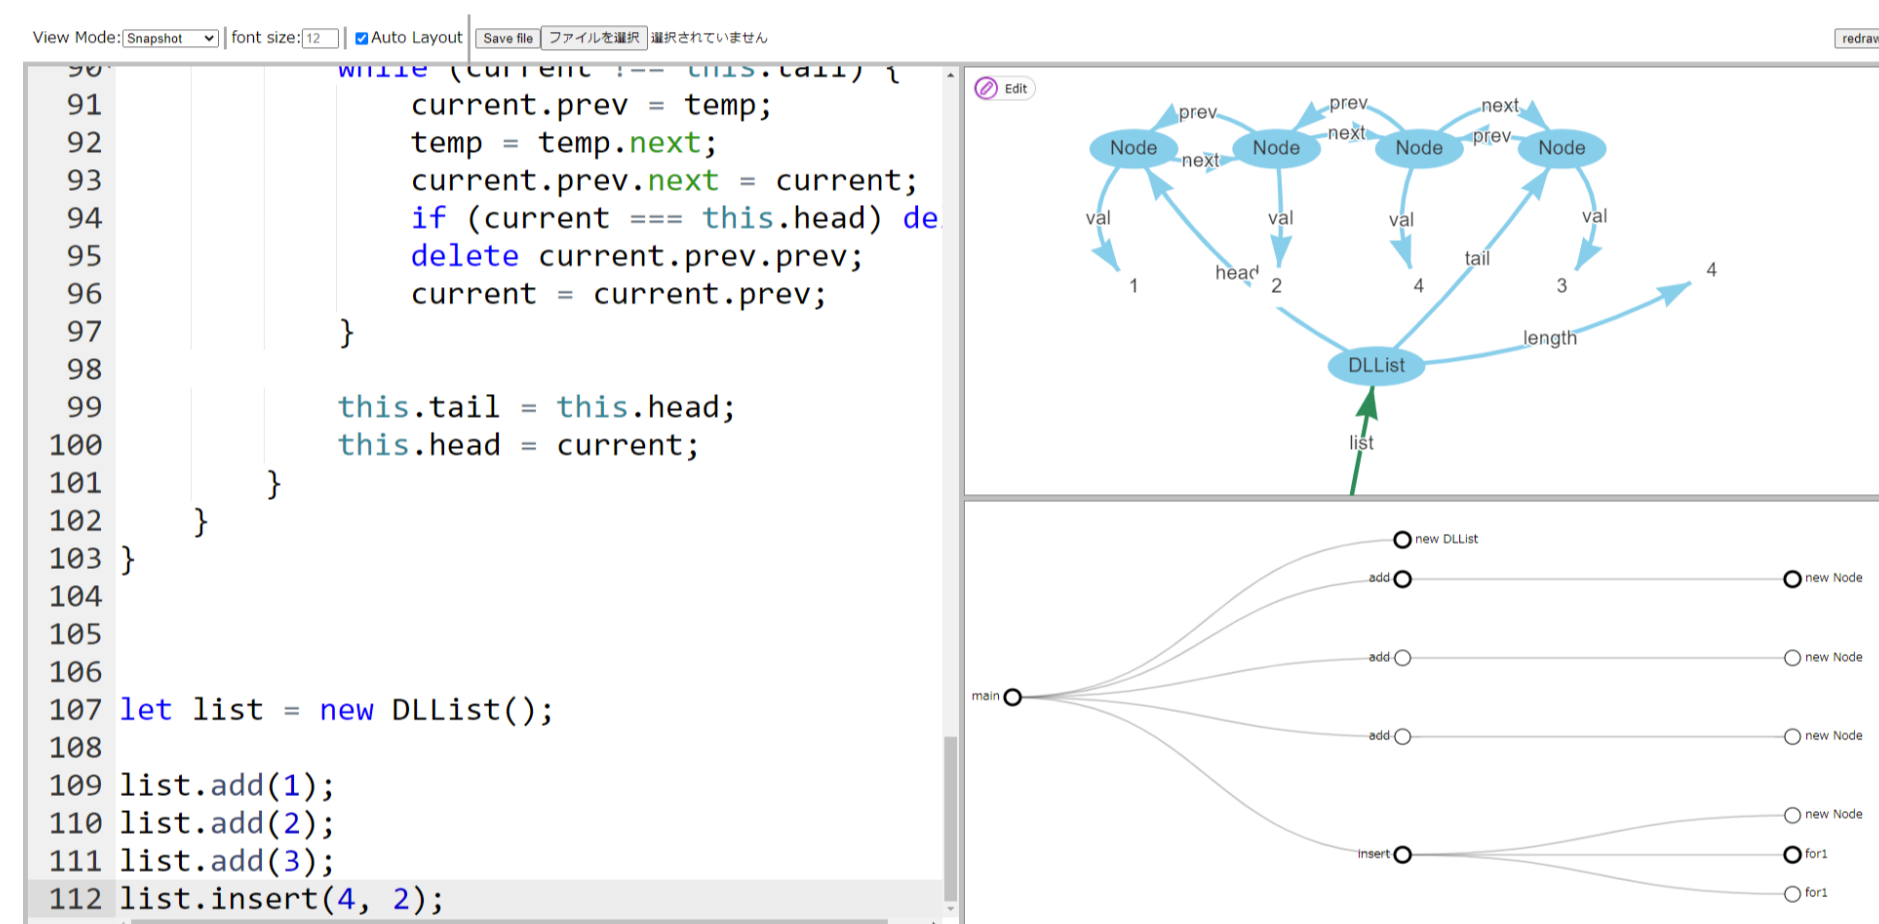 View Mode: Snapshot font size: 12 Auto Layout Save file ファイルを選択 選択されていません redraw
90 while (current !== this.tail) {
91 current.prev = temp;
92 temp = temp.next;
93 current.prev.next = current;
94 if (current === this.head) de
95 delete current.prev.prev;
96 current = current.prev;
97 }
98
99 this.tail = this.head;
100 this.head = current;
101 }
102 }
103 }
104
105
106
107 let list = new DLList();
108
109 list.add(1);
110 list.add(2);
111 list.add(3);
112 list.insert(4, 2);
Edit
prev prev next
next prev
Node Node Node Node
next
val val val val
head tail 4
1 2 4 3
length
DLList
list
new DLList
add new Node
add new Node
main
add new Node
new Node
insert for1
for1